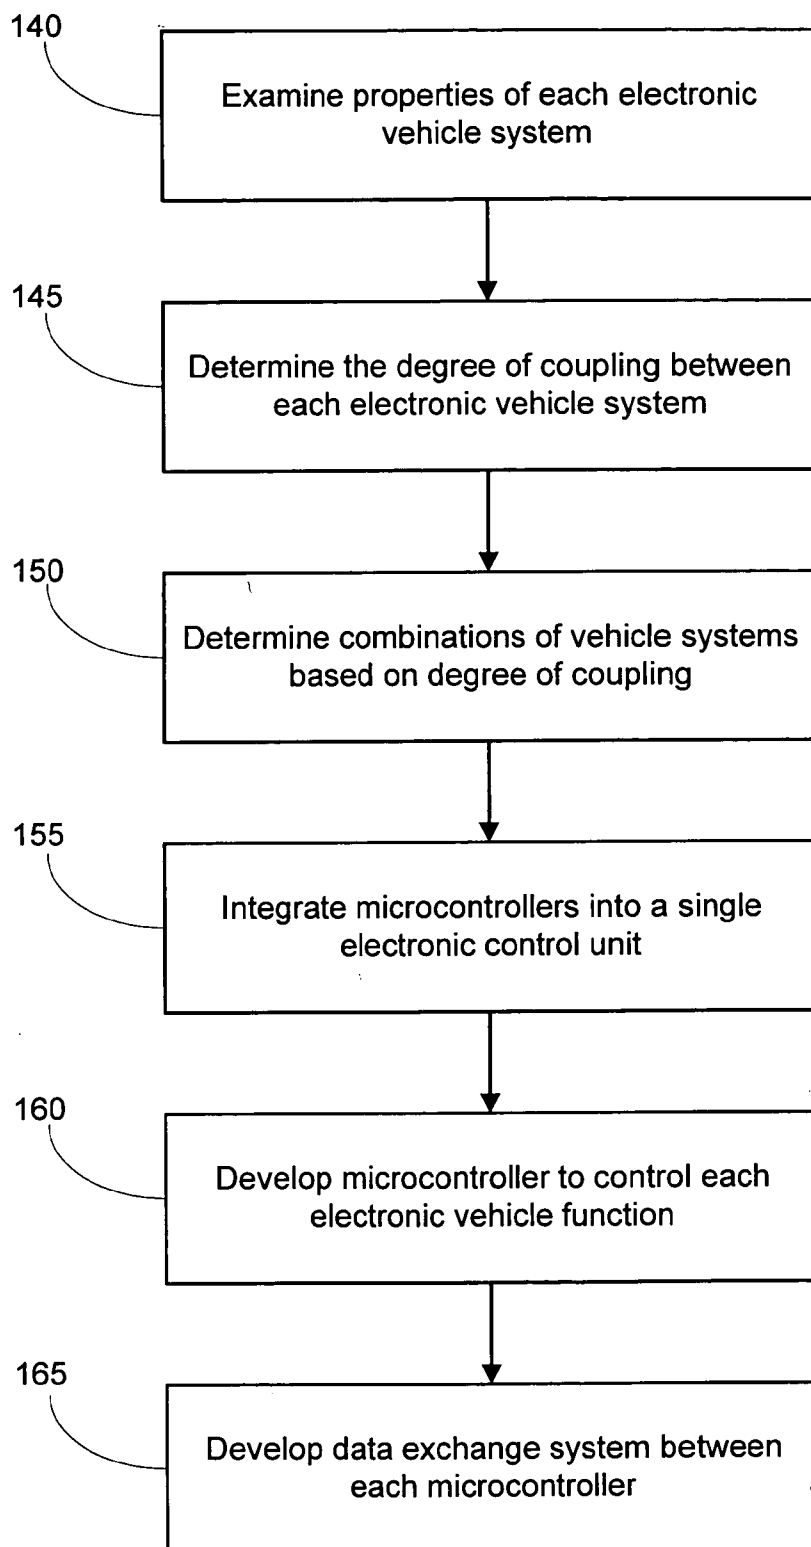 140
Examine properties of each electronic
vehicle system
145
Determine the degree of coupling between
each electronic vehicle system
150
Determine combinations of vehicle systems
based on degree of coupling
155
Integrate microcontrollers into a single
electronic control unit
160
Develop microcontroller to control each
electronic vehicle function
165
Develop data exchange system between
each microcontroller